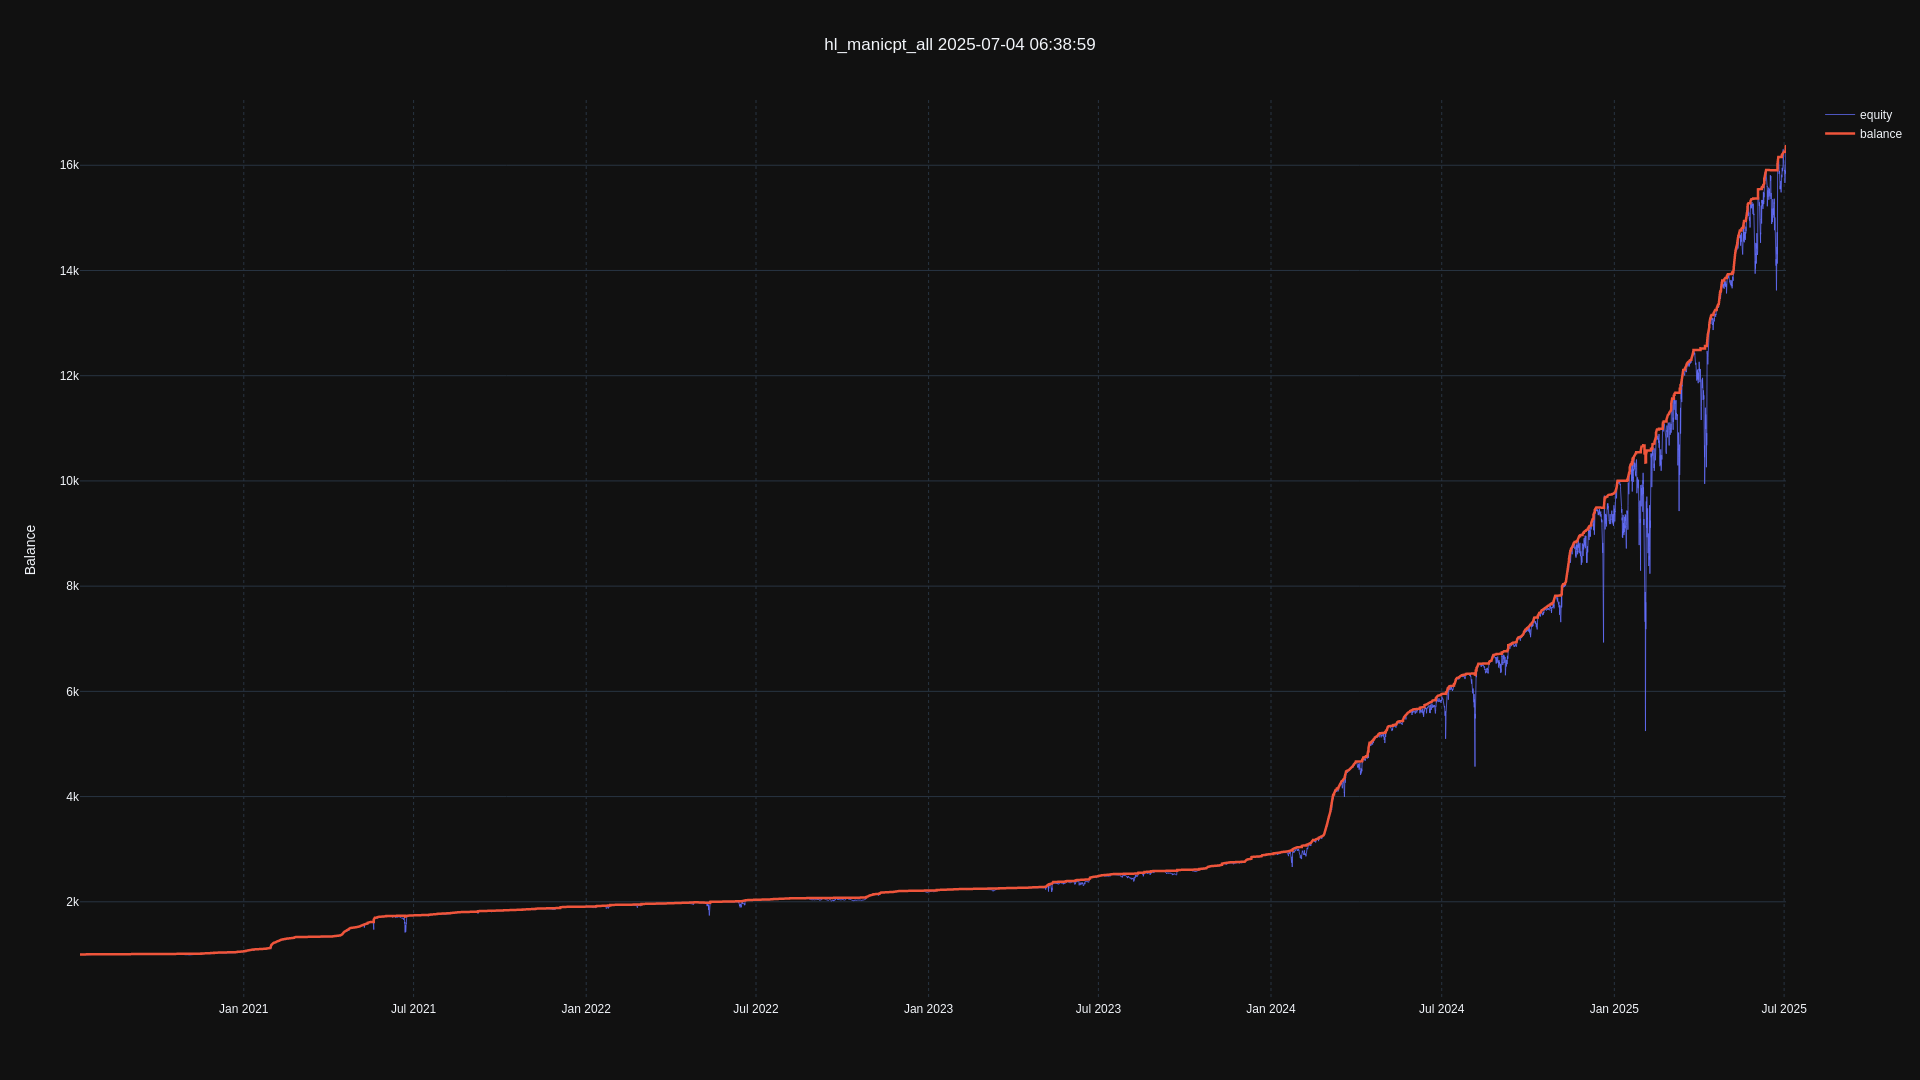 hl_manicpt_all 2025-07-04 06:38:59
equity
balance
Balance
16k
14k
12k
10k
8k
6k
4k
2k
Jan 2021
Jul 2021
Jan 2022
Jul 2022
Jan 2023
Jul 2023
Jan 2024
Jul 2024
Jan 2025
Jul 2025